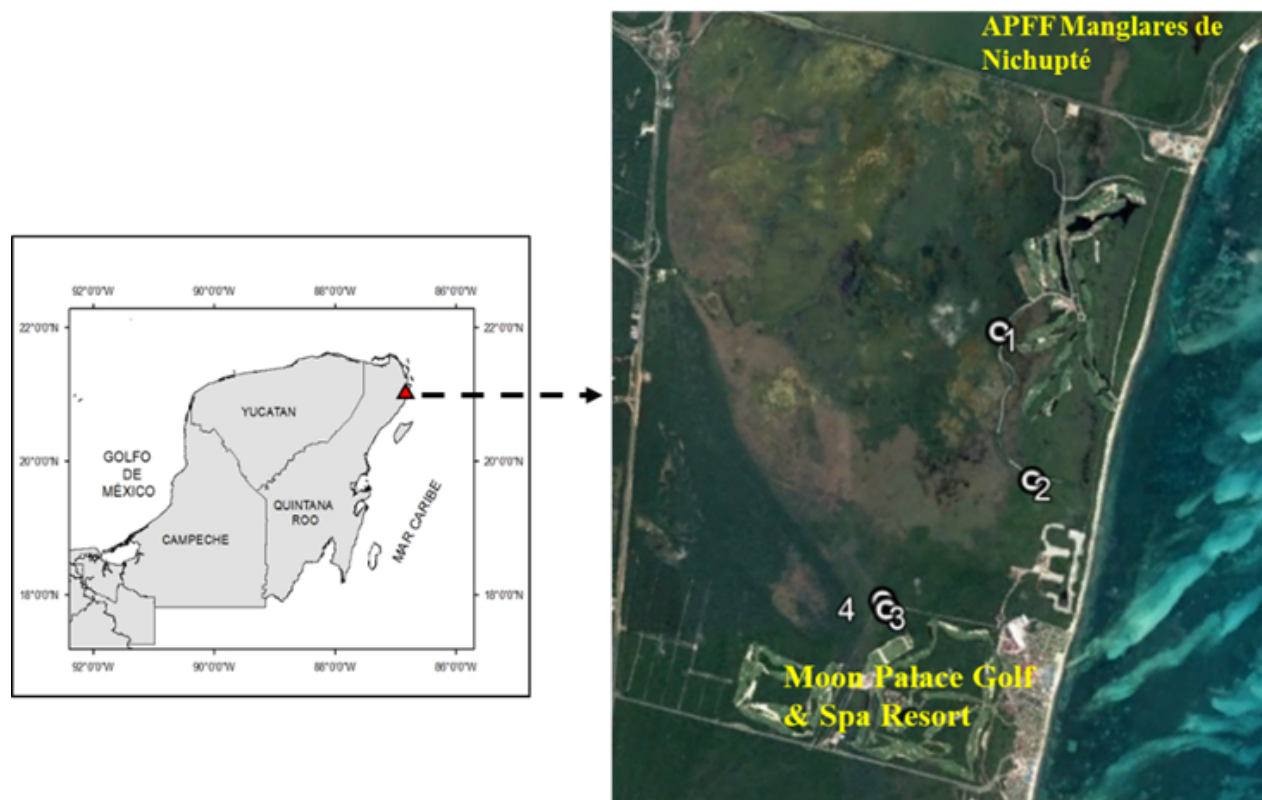 92°0'0"W 90°0'0"W 88°0'0"W 86°0'0"W
22°0'0"N 22°0'0"N
YUCATAN
GOLFO
DE
MÉXICO
20°0'0"N 20°0'0"N
QUINTANA
ROO
CAMPECHE
MAR CARIBE
18°0'0"N 18°0'0"N
92°0'0"W 90°0'0"W 88°0'0"W 86°0'0"W
APFF Manglares de
Nichupté
1
2
4
3
Moon Palace Golf
& Spa Resort